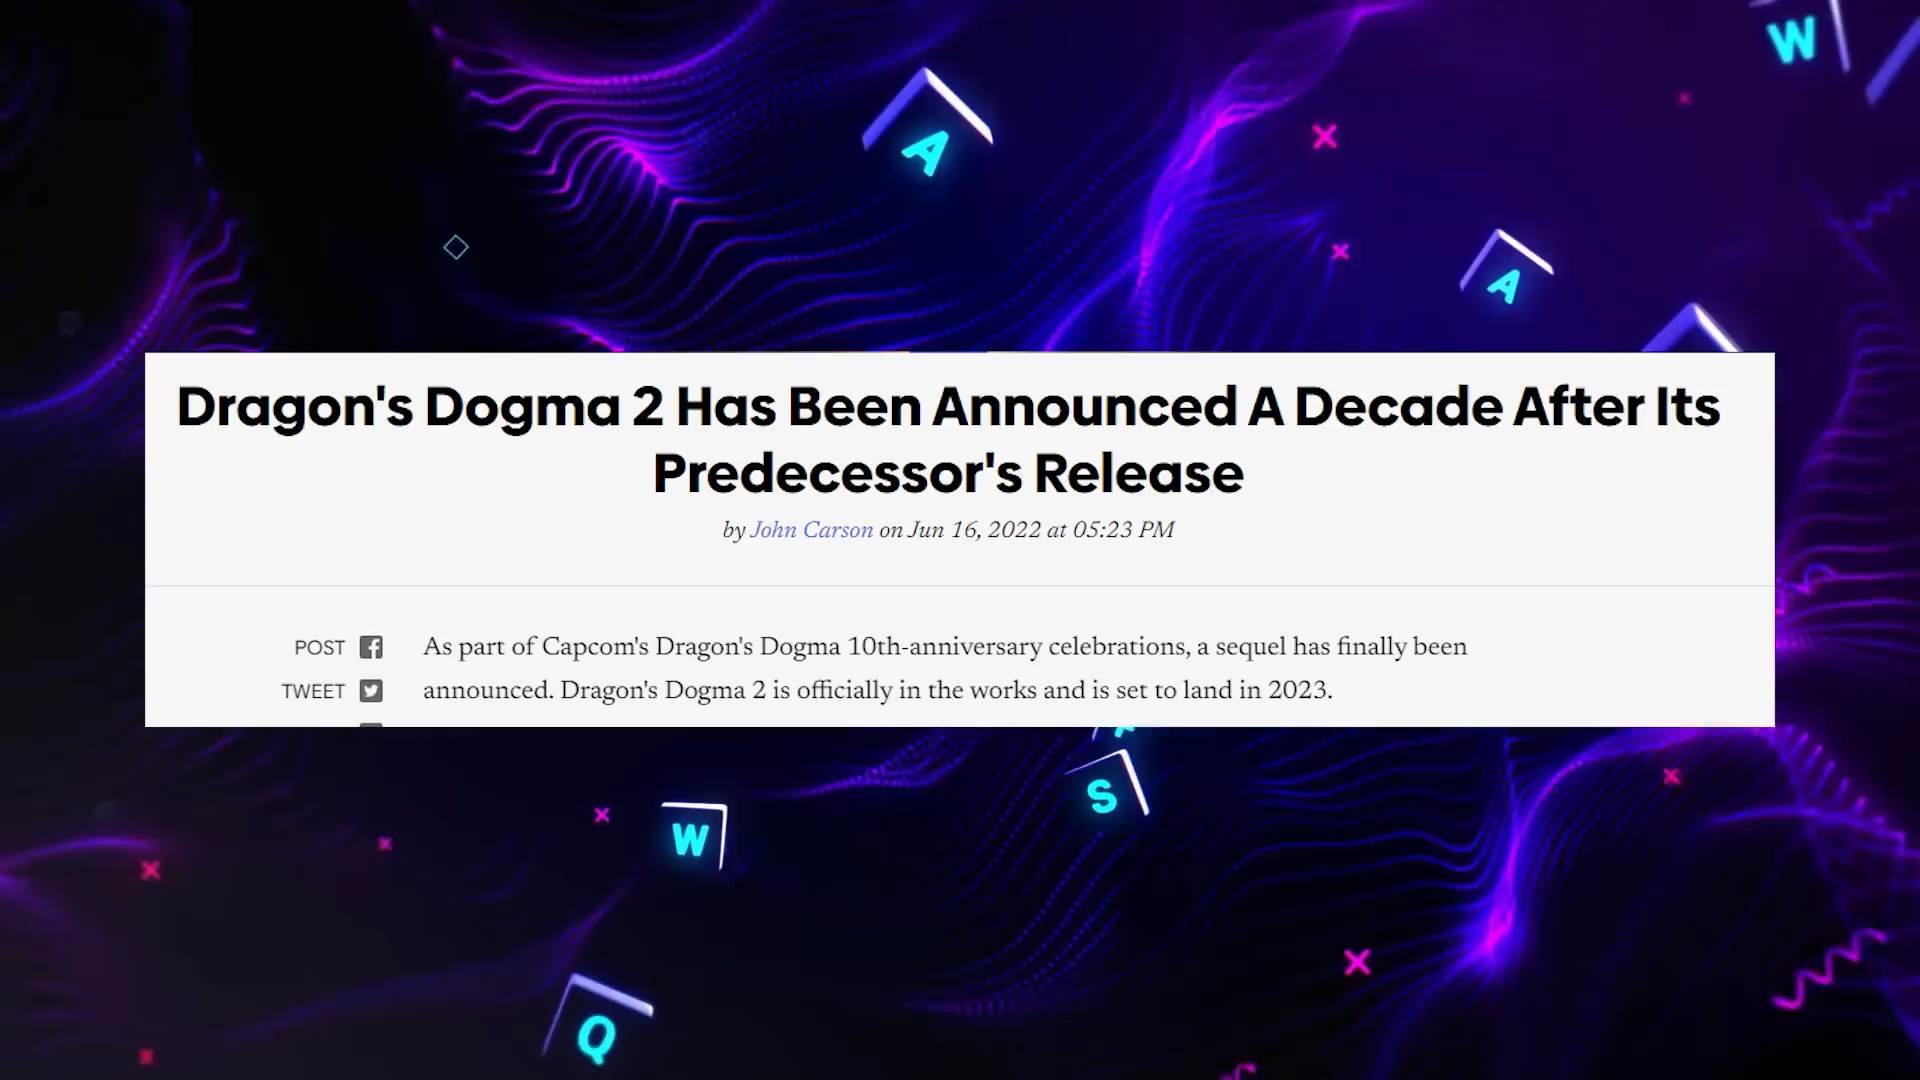 W
A
A
Dragon's Dogma 2 Has Been Announced A Decade After Its
Predecessor's Release
by John Carson on Jun 16, 2022 at 05:23 PM
POST
As part of Capcom's Dragon's Dogma 10th-anniversary celebrations, a sequel has finally been
TWEET
announced. Dragon's Dogma 2 is officially in the works and is set to land in 2023.
S
W
Q